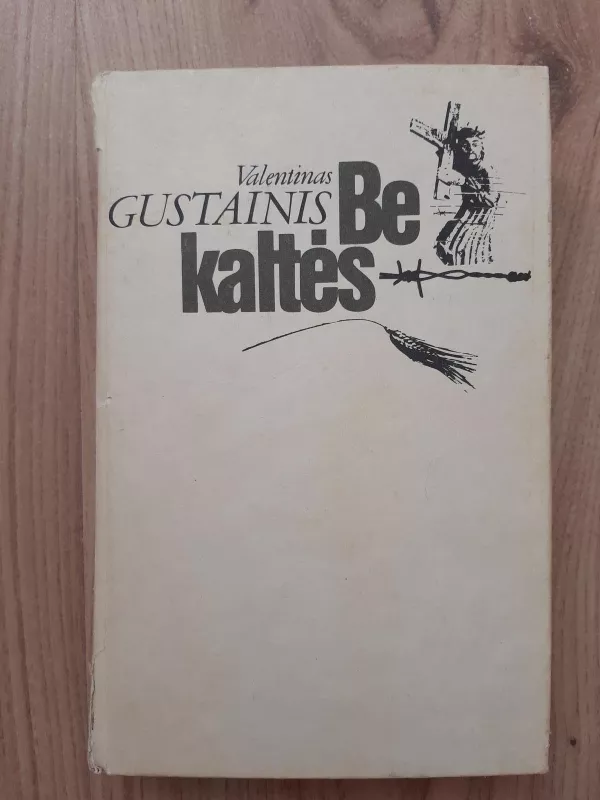 Valentinas
GUSTAINIS Be
kaltės